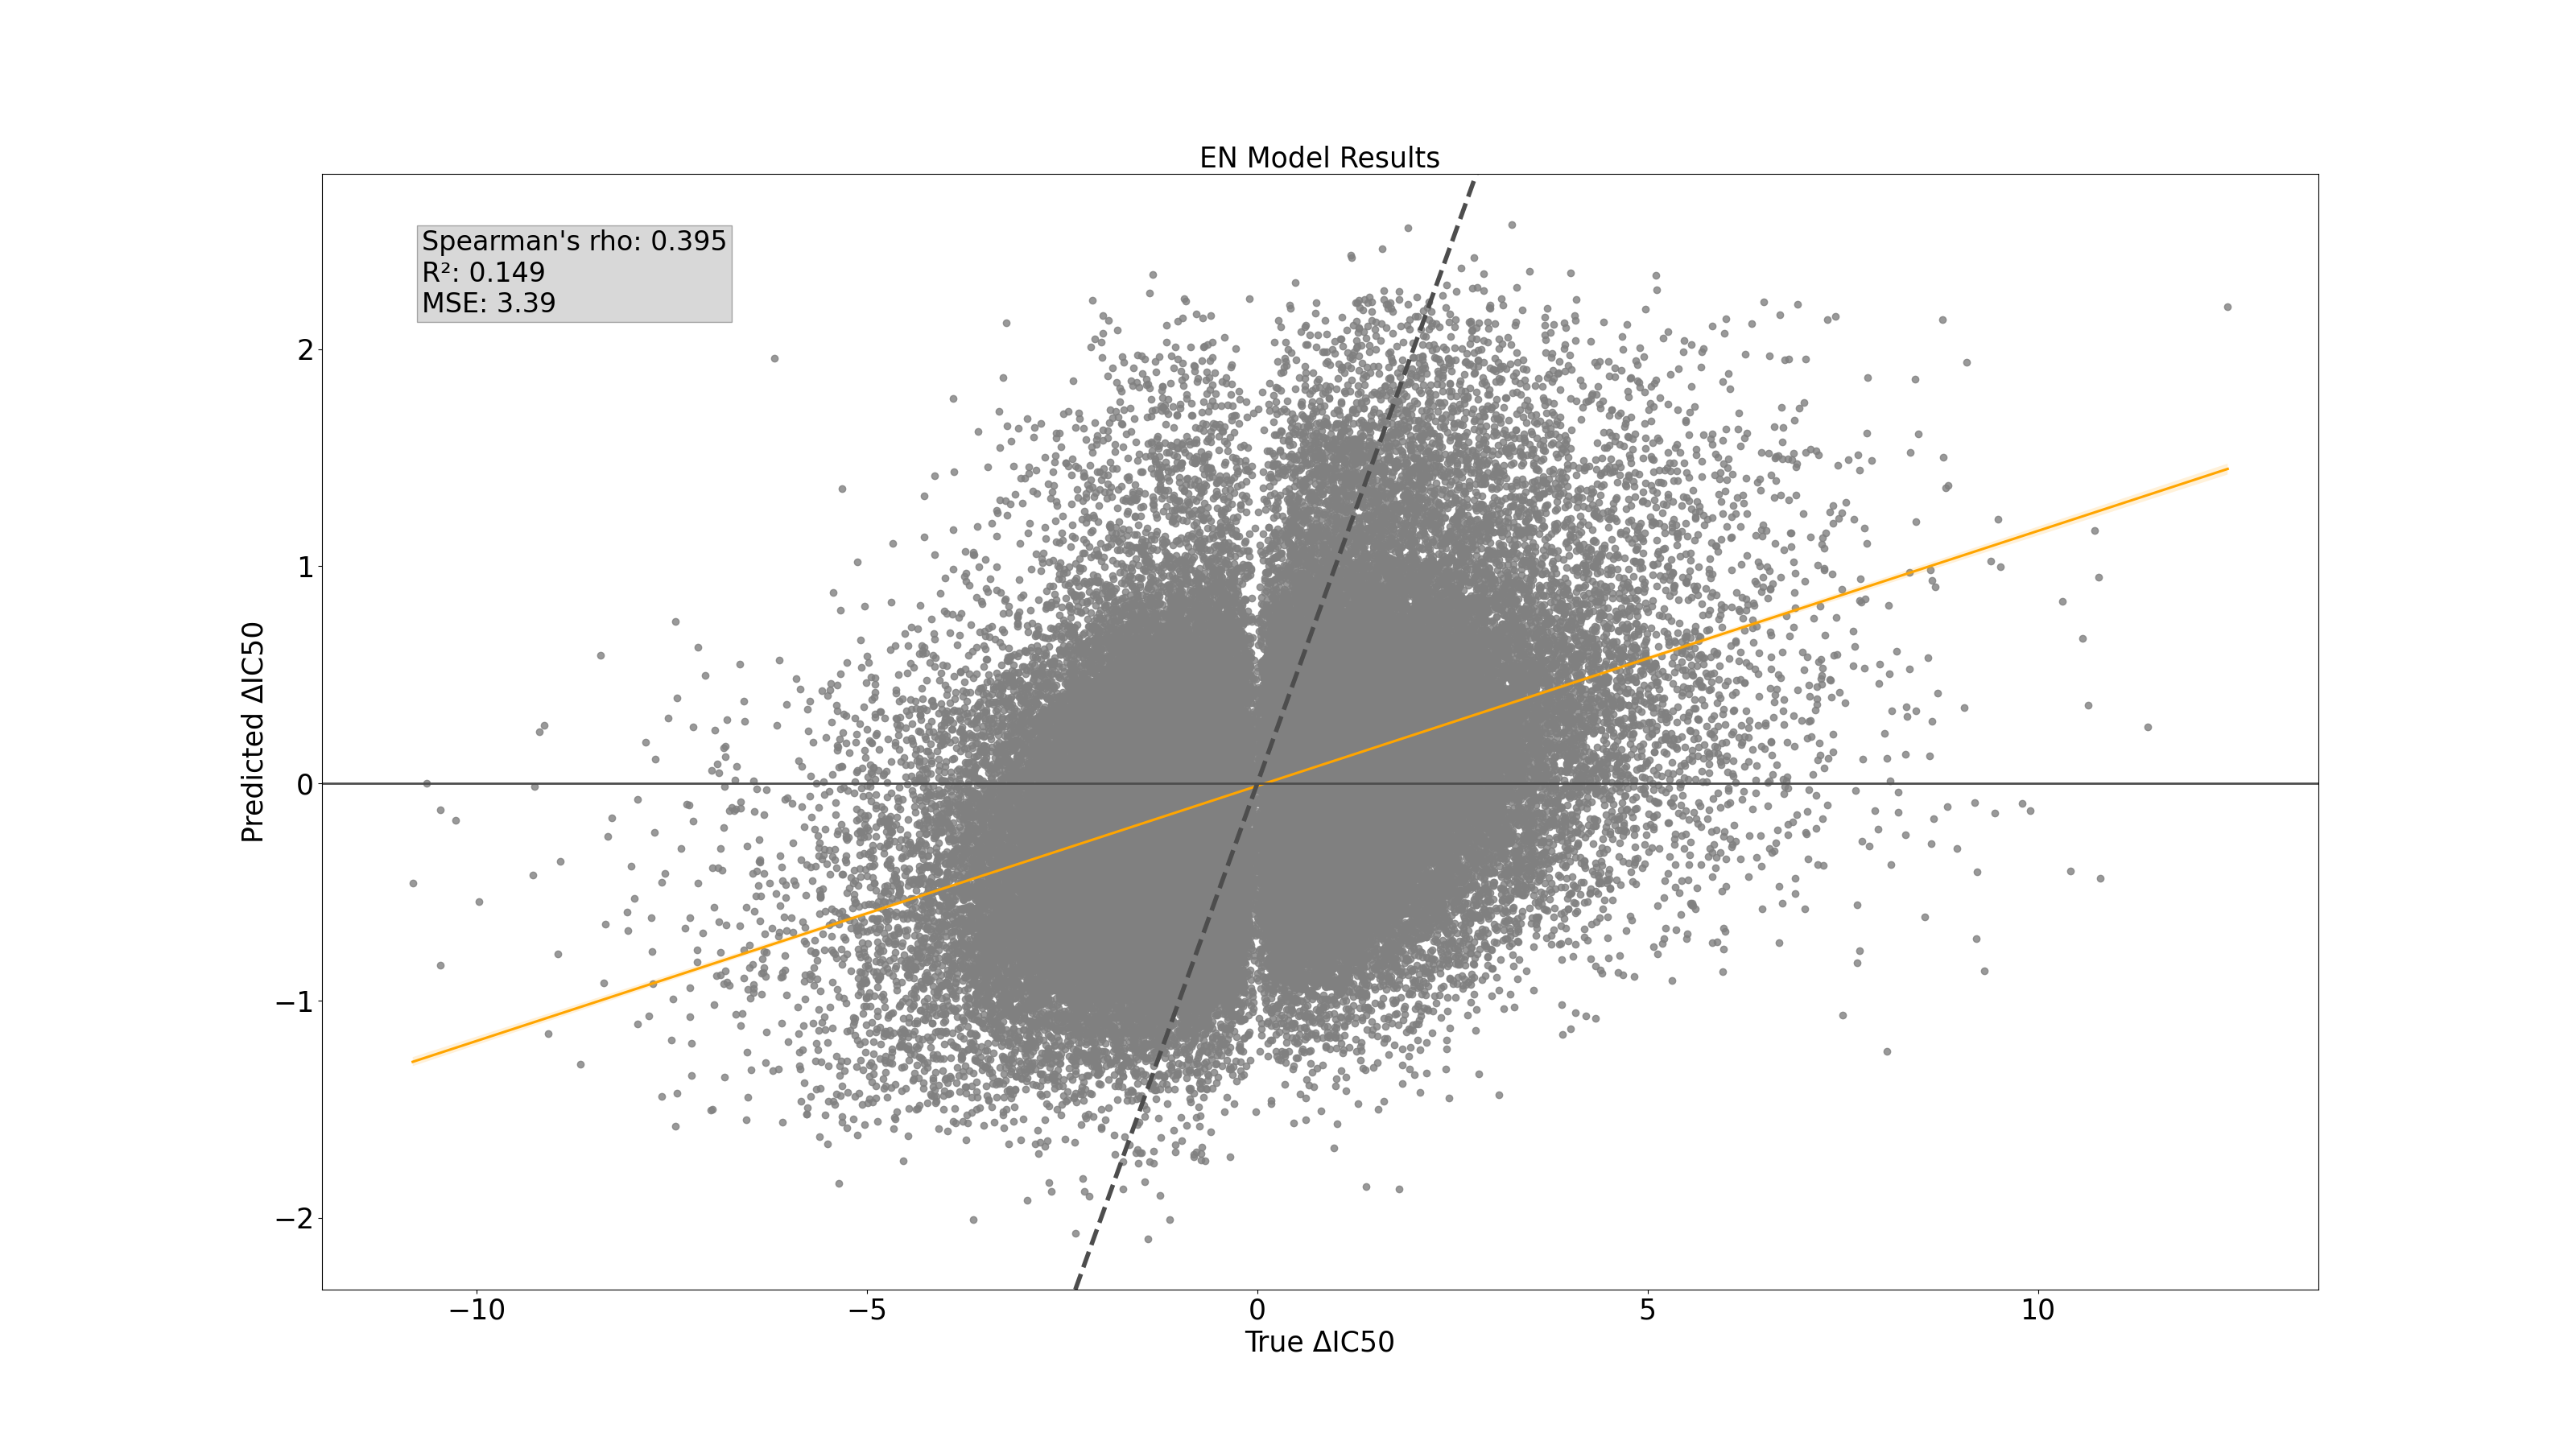 EN Model Results
Spearman's rho: 0.395
R²: 0.149
MSE: 3.39
2
1
0
−1
−2
Predicted ΔIC50
−10
−5
0
5
10
True ΔIC50